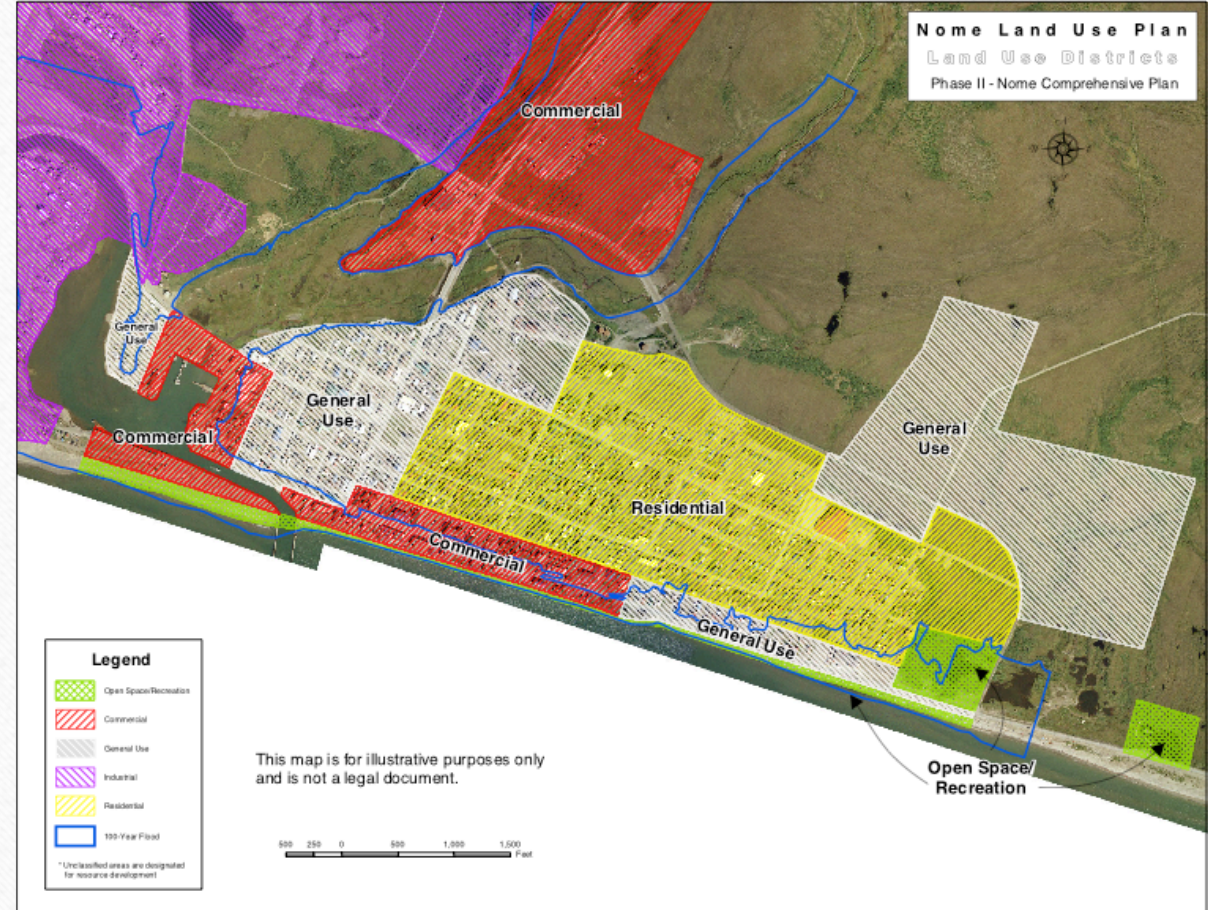 Nome Land Use Plan
Land Use Districts
Phase II - Nome Comprehensive Plan
Commercial
General
Use
General
Use
Commercial
General
Use
Residential
Commercial
General Use
Open Space/
Recreation
Legend
Open Space/Recreation
Commercial
General Use
Industrial
Residential
100-Year Flood
* Unclassified areas are designated
for resource development
This map is for illustrative purposes only
and is not a legal document.
500 250 0 500 1,000 1,500
Feet